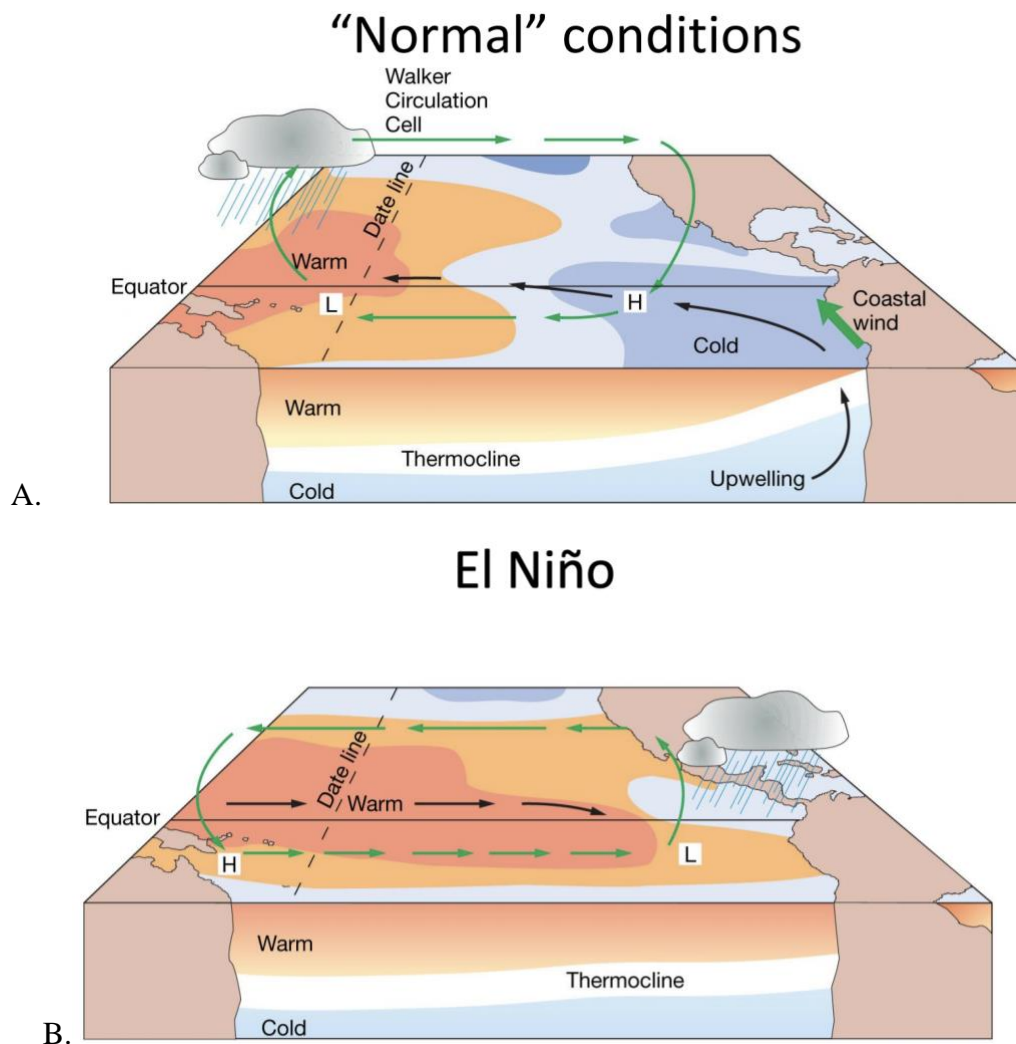 “Normal” conditions
Walker
Circulation
Cell
Date line
Warm
Equator
L
H
Coastal
wind
Cold
Warm
Thermocline
Upwelling
Cold
A.
El Niño
Date line
Warm
Equator
H
L
Warm
Thermocline
Cold
B.